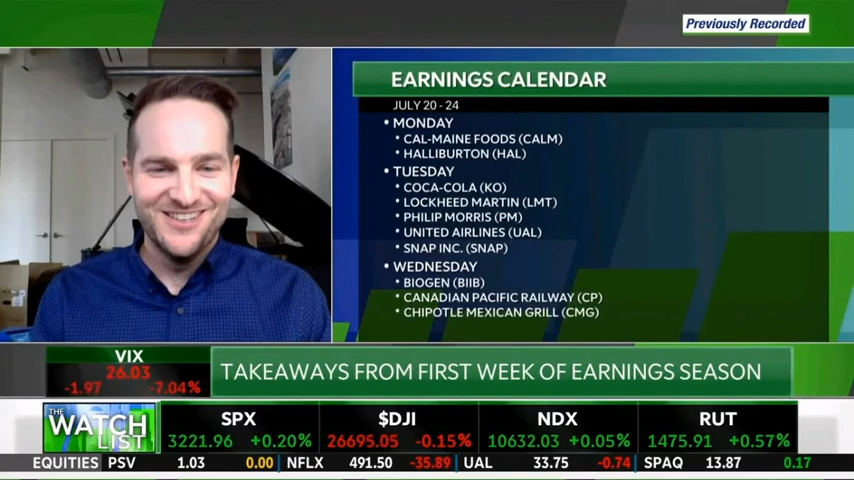 Previously Recorded
EARNINGS CALENDAR
JULY 20 - 24
• MONDAY
• CAL-MAINE FOODS (CALM)
• HALLIBURTON (HAL)
• TUESDAY
• COCA-COLA (KO)
• LOCKHEED MARTIN (LMT)
• PHILIP MORRIS (PM)
• UNITED AIRLINES (UAL)
• SNAP INC. (SNAP)
• WEDNESDAY
• BIOGEN (BIIB)
• CANADIAN PACIFIC RAILWAY (CP)
• CHIPOTLE MEXICAN GRILL (CMG)
VIX
26.03
-1.97 -7.04%
TAKEAWAYS FROM FIRST WEEK OF EARNINGS SEASON
THE
WATCH
LIST
SPX
3221.96 +0.20%
$DJI
26695.05 -0.15%
NDX
10632.03 +0.05%
RUT
1475.91 +0.57%
EQUITIES PSV 1.03 0.00 NFLX 491.50 -35.89 UAL 33.75 -0.74 SPAQ 13.87 0.17